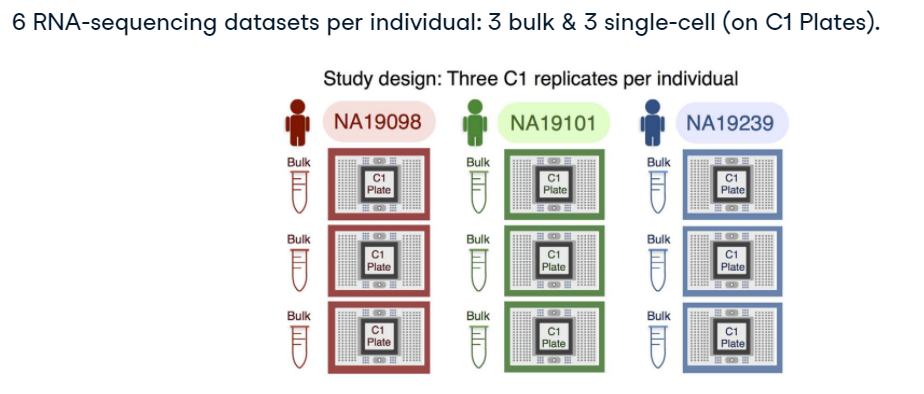 6 RNA-sequencing datasets per individual: 3 bulk & 3 single-cell (on C1 Plates).
Study design: Three C1 replicates per individual
NA19098 NA19101 NA19239
Bulk C1 Plate Bulk C1 Plate Bulk C1 Plate
Bulk C1 Plate Bulk C1 Plate Bulk C1 Plate
Bulk C1 Plate Bulk C1 Plate Bulk C1 Plate